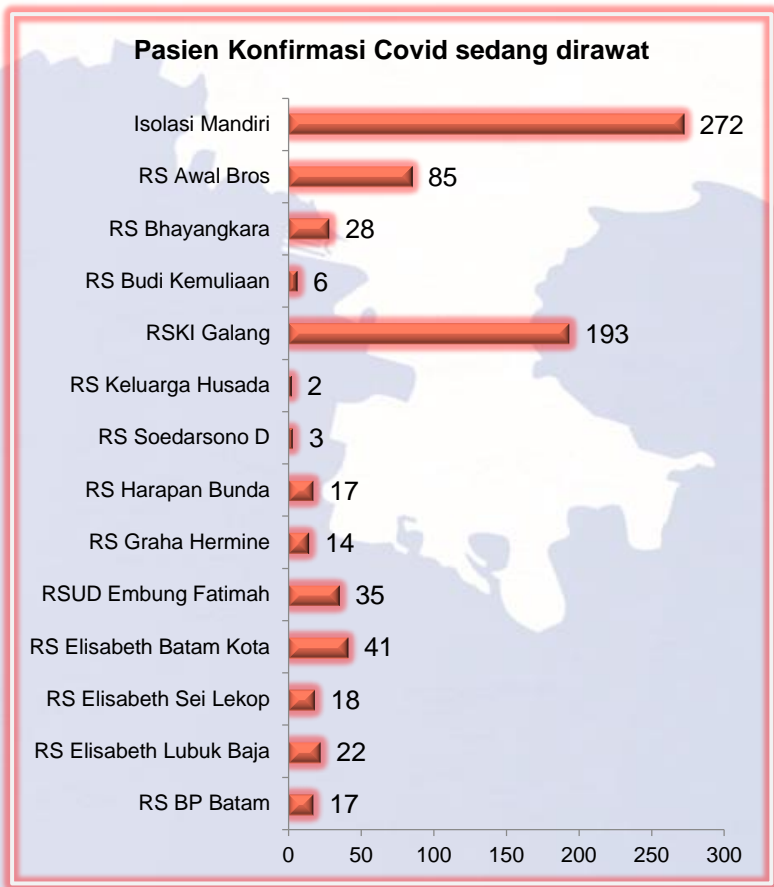 Pasien Konfirmasi Covid sedang dirawat
Isolasi Mandiri 272
RS Awal Bros 85
RS Bhayangkara 28
RS Budi Kemuliaan 6
RSKI Galang 193
RS Keluarga Husada 2
RS Soedarsono D 3
RS Harapan Bunda 17
RS Graha Hermine 14
RSUD Embung Fatimah 35
RS Elisabeth Batam Kota 41
RS Elisabeth Sei Lekop 18
RS Elisabeth Lubuk Baja 22
RS BP Batam 17
0 50 100 150 200 250 300